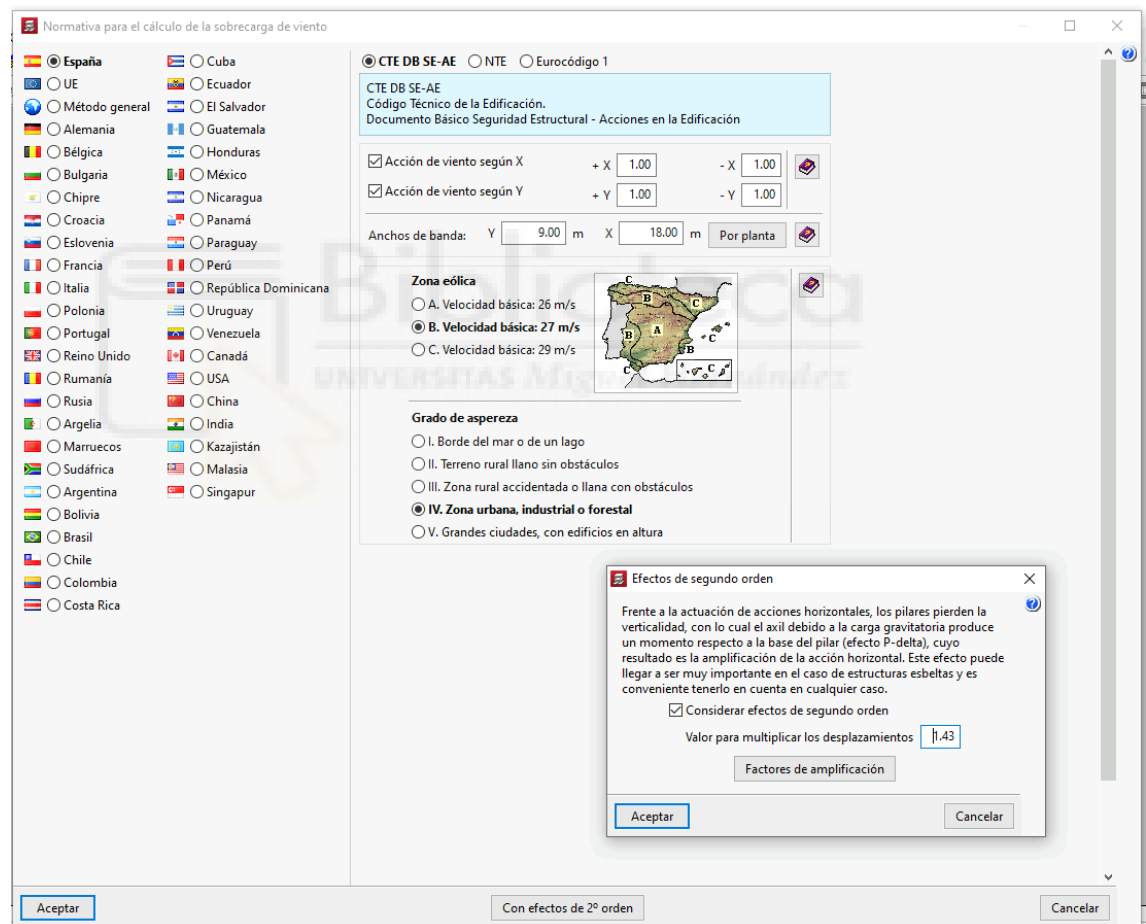 Normativa para el cálculo de la sobrecarga de viento
España
UE
Método general
Alemania
Bélgica
Bulgaria
Chipre
Croacia
Eslovenia
Francia
Italia
Polonia
Portugal
Reino Unido
Rumanía
Rusia
Argelia
Marruecos
Sudáfrica
Argentina
Bolivia
Brasil
Chile
Colombia
Costa Rica
Cuba
Ecuador
El Salvador
Guatemala
Honduras
México
Nicaragua
Panamá
Paraguay
Perú
República Dominicana
Uruguay
Venezuela
Canadá
USA
China
India
Kazajistán
Malasia
Singapur
CTE DB SE-AE NTE Eurocódigo 1
CTE DB SE-AE
Código Técnico de la Edificación.
Documento Básico Seguridad Estructural - Acciones en la Edificación
Acción de viento según X + X 1.00 - X 1.00
Acción de viento según Y + Y 1.00 - Y 1.00
Anchos de banda: Y 9.00 m X 18.00 m Por planta
Biblioteca
UNIVERSITAS Miguel Hernández
Zona eólica
A. Velocidad básica: 26 m/s
B. Velocidad básica: 27 m/s
C. Velocidad básica: 29 m/s
C
B
C
B
A
C
B
C
C
Grado de aspereza
I. Borde del mar o de un lago
II. Terreno rural llano sin obstáculos
III. Zona rural accidentada o llana con obstáculos
IV. Zona urbana, industrial o forestal
V. Grandes ciudades, con edificios en altura
Efectos de segundo orden
Frente a la actuación de acciones horizontales, los pilares pierden la
verticalidad, con lo cual el axil debido a la carga gravitatoria produce
un momento respecto a la base del pilar (efecto P-delta), cuyo
resultado es la amplificación de la acción horizontal. Este efecto puede
llegar a ser muy importante en el caso de estructuras esbeltas y es
conveniente tenerlo en cuenta en cualquier caso.
Considerar efectos de segundo orden
Valor para multiplicar los desplazamientos 1.43
Factores de amplificación
Aceptar Cancelar
Aceptar Con efectos de 2º orden Cancelar